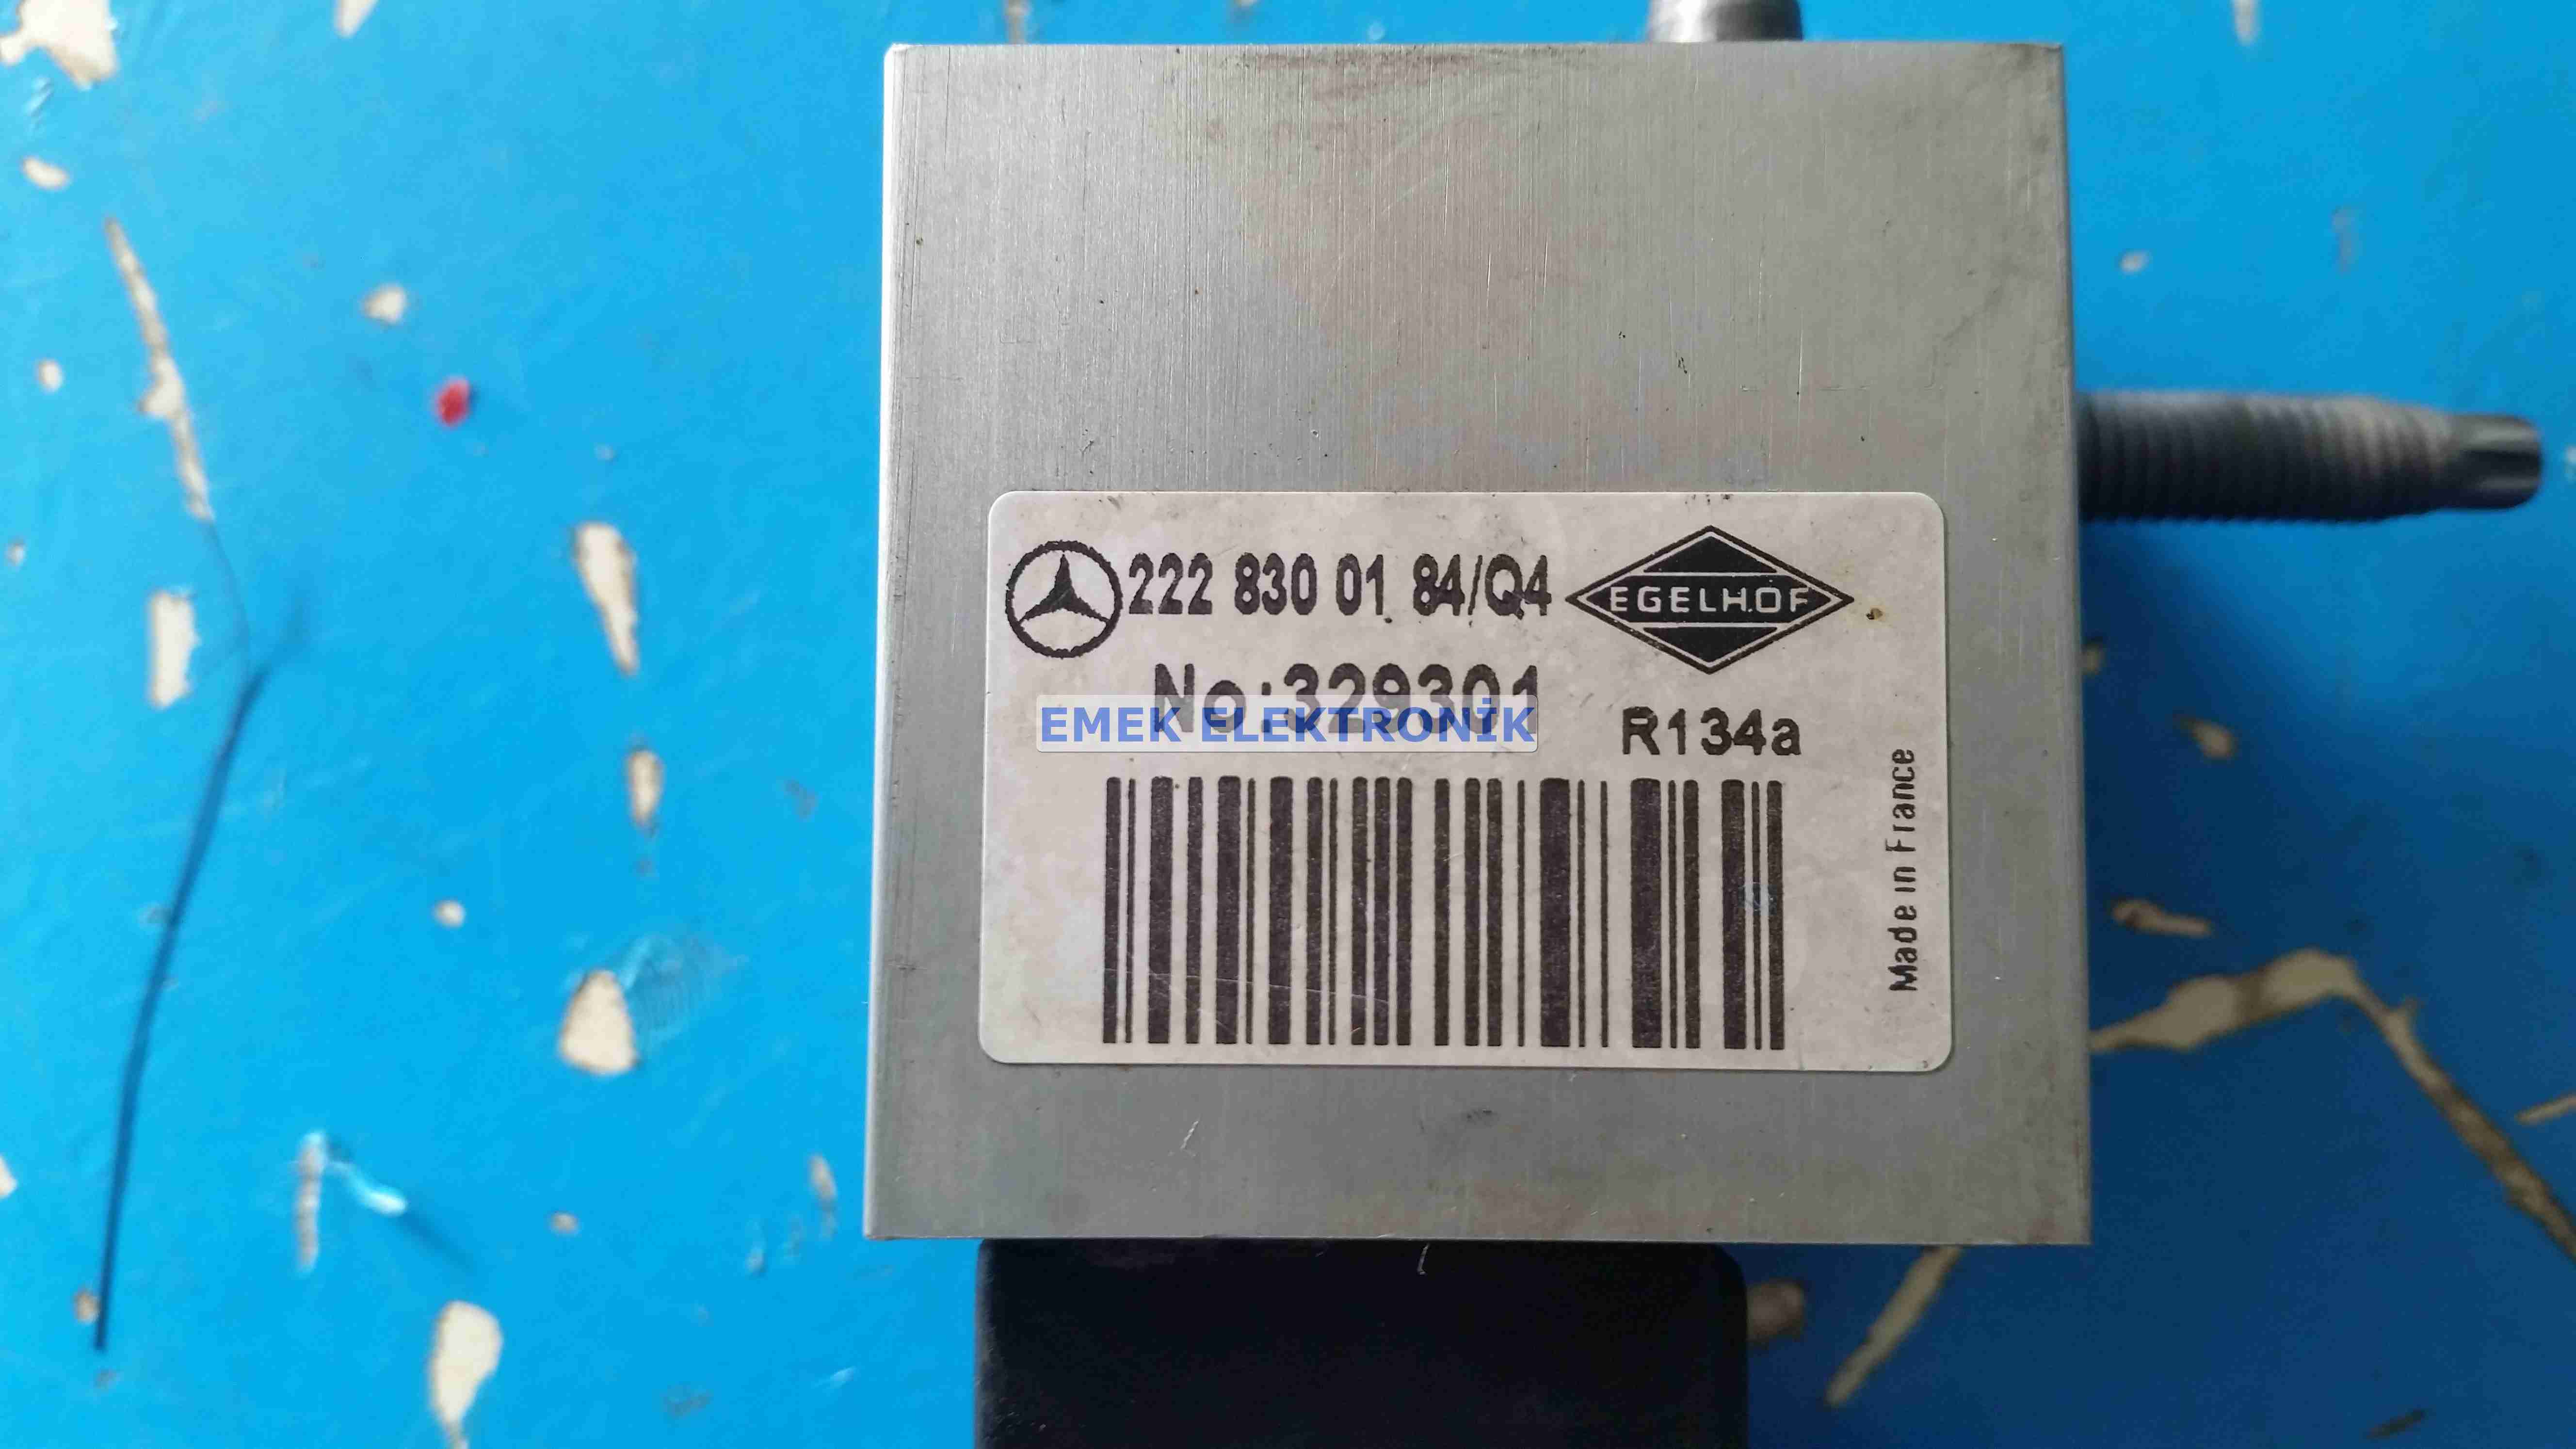 222 830 01 84/Q4
EGELHOF
No:329301
EMEK ELEKTRONİK
R134a
Made in France